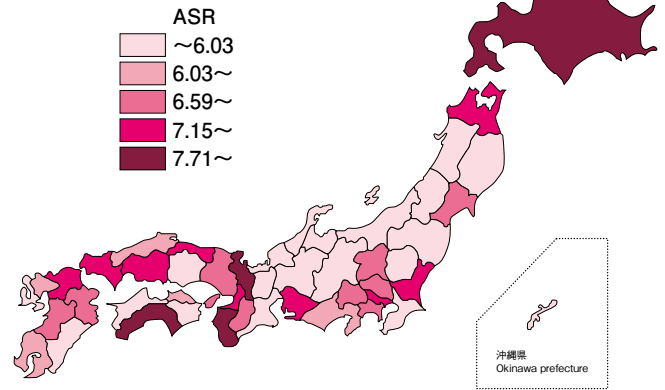 ASR
～6.03
6.03～
6.59～
7.15～
7.71～
沖縄県
Okinawa prefecture